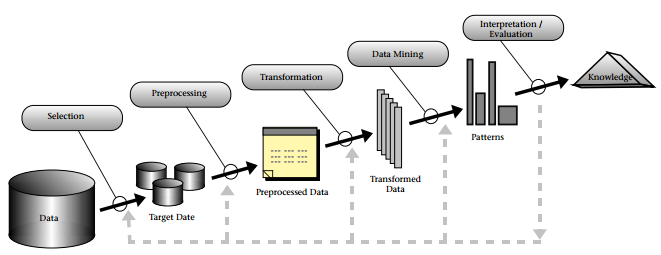 Interpretation /
Evaluation
Data Mining
Transformation
Preprocessing
Selection
Knowledge
Patterns
Transformed
Data
Preprocessed Data
Target Date
Data